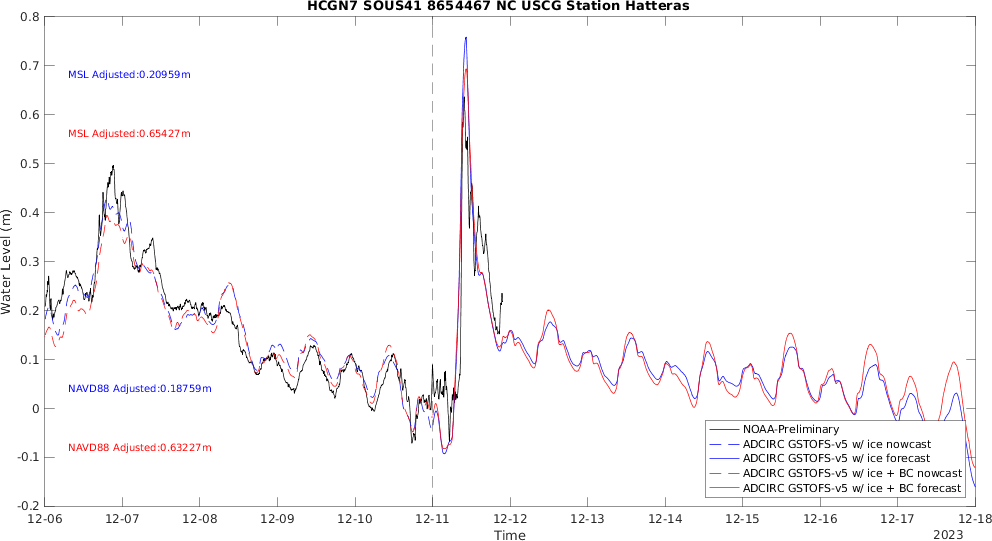 HCGN7 SOUS41 8654467 NC USCG Station Hatteras
0.8
0.7
0.6
0.5
0.4
0.3
0.2
0.1
0
-0.1
-0.2
Water Level (m)
MSL Adjusted:0.20959m
MSL Adjusted:0.65427m
NAVD88 Adjusted:0.18759m
NAVD88 Adjusted:0.63227m
NOAA-Preliminary
ADCIRC GSTOFS-v5 w/ ice nowcast
ADCIRC GSTOFS-v5 w/ ice forecast
ADCIRC GSTOFS-v5 w/ ice + BC nowcast
ADCIRC GSTOFS-v5 w/ ice + BC forecast
12-06 12-07 12-08 12-09 12-10 12-11 12-12 12-13 12-14 12-15 12-16 12-17 12-18
Time
2023